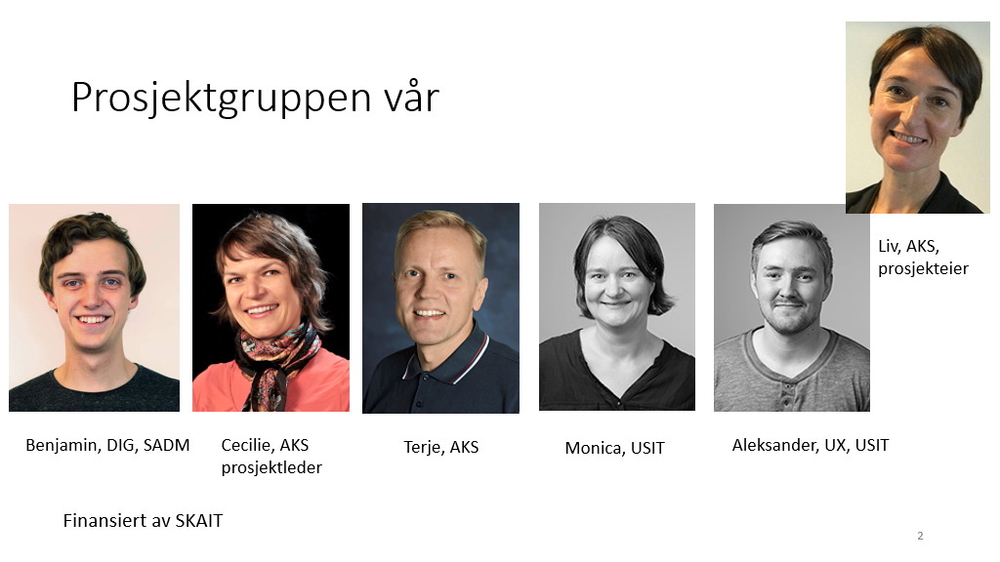 Prosjektgruppen vår
Liv, AKS,
prosjekteier
Benjamin, DIG, SADM
Cecilie, AKS
prosjektleder
Terje, AKS
Monica, USIT
Aleksander, UX, USIT
Finansiert av SKAIT
2